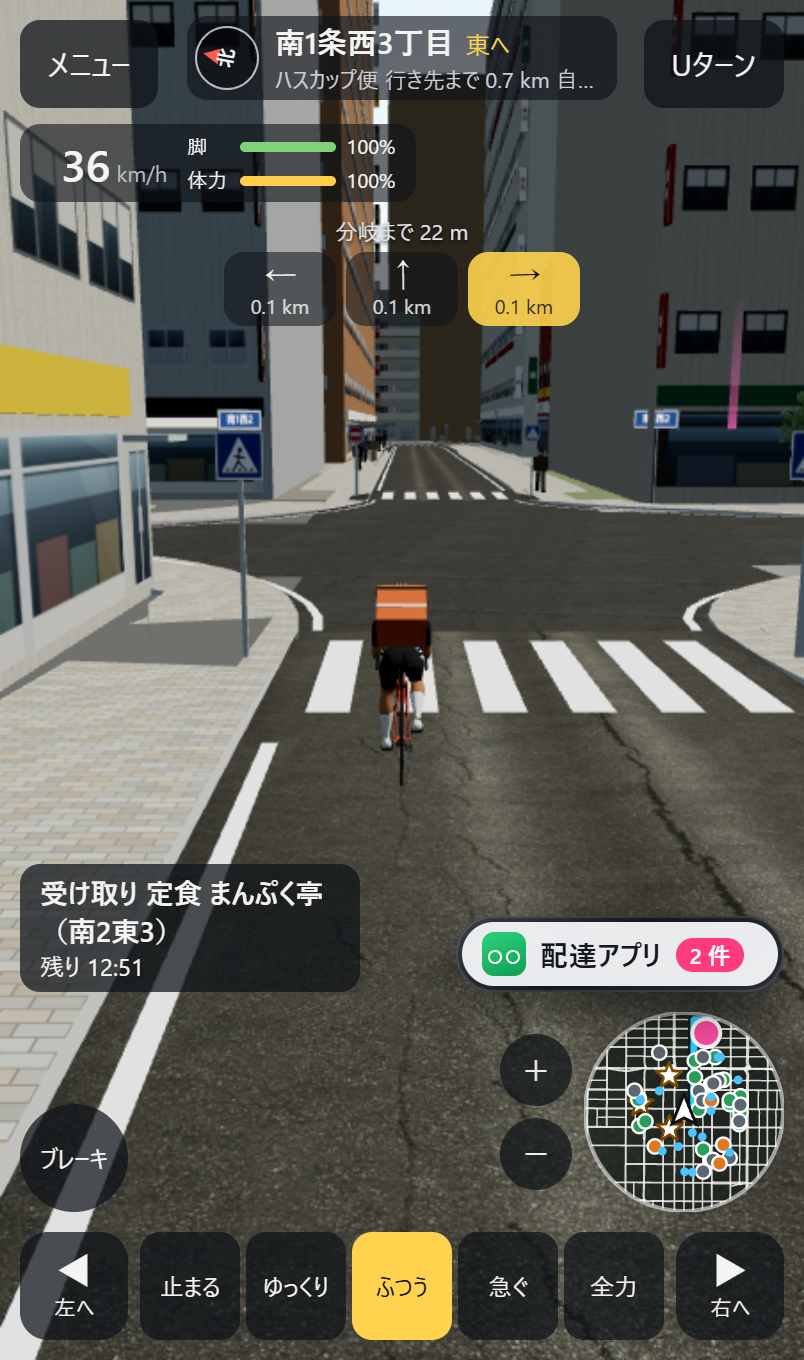 メニュー
北
南1条西3丁目 東へ
ハスカップ便 行き先まで 0.7 km 自…
Uターン
36 km/h
脚 100%
体力 100%
分岐まで 22 m
← ↑ →
0.1 km 0.1 km 0.1 km
南1西2
受け取り 定食 まんぷく亭
（南2東3）
残り 12:51
配達アプリ 2 件
＋
－
ブレーキ
左へ
止まる
ゆっくり
ふつう
急ぐ
全力
右へ